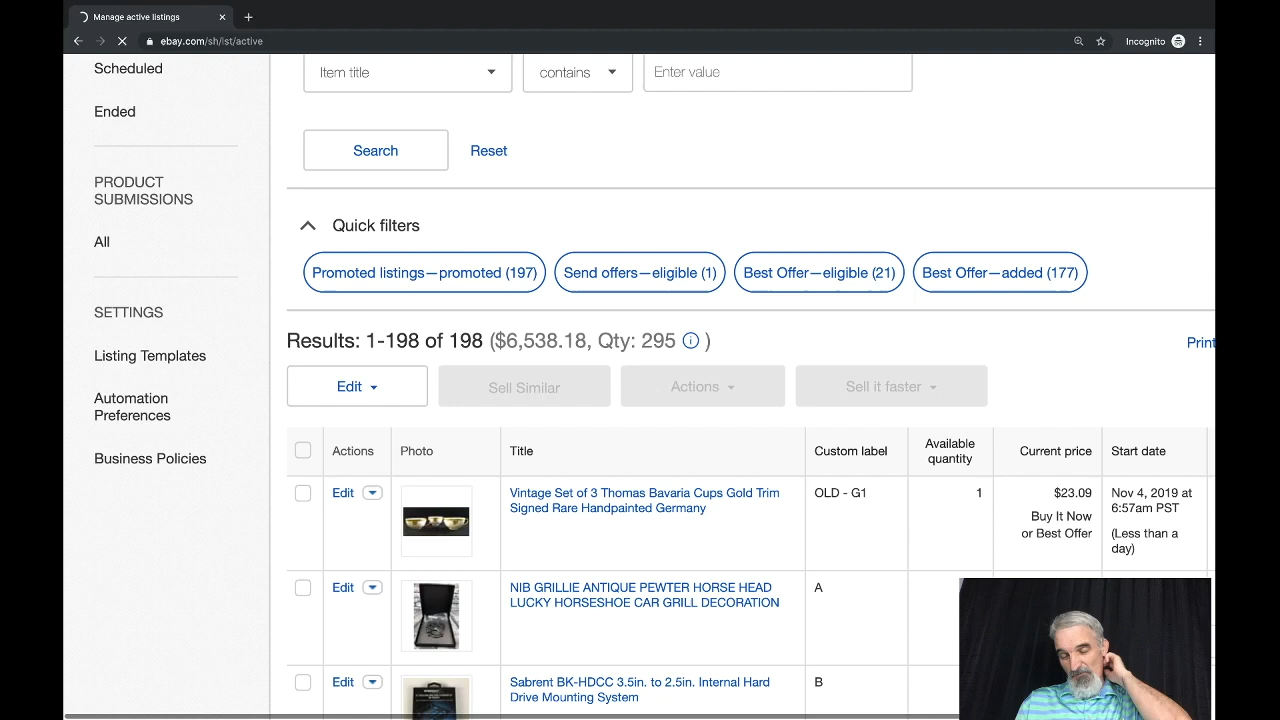 Manage active listings
ebay.com/sh/lst/active
Incognito
Scheduled
Ended
PRODUCT
SUBMISSIONS
All
SETTINGS
Listing Templates
Automation
Preferences
Business Policies
Item title
contains
Enter value
Search
Reset
Quick filters
Promoted listings—promoted (197)
Send offers—eligible (1)
Best Offer—eligible (21)
Best Offer—added (177)
Results: 1-198 of 198 ($6,538.18, Qty: 295 )
Print
Edit
Sell Similar
Actions
Sell it faster
Actions
Photo
Title
Custom label
Available
quantity
Current price
Start date
Edit
Vintage Set of 3 Thomas Bavaria Cups Gold Trim
Signed Rare Handpainted Germany
OLD - G1
1
$23.09
Buy It Now
or Best Offer
Nov 4, 2019 at
6:57am PST
(Less than a
day)
Edit
NIB GRILLIE ANTIQUE PEWTER HORSE HEAD
LUCKY HORSESHOE CAR GRILL DECORATION
A
Edit
Sabrent BK-HDCC 3.5in. to 2.5in. Internal Hard
Drive Mounting System
B